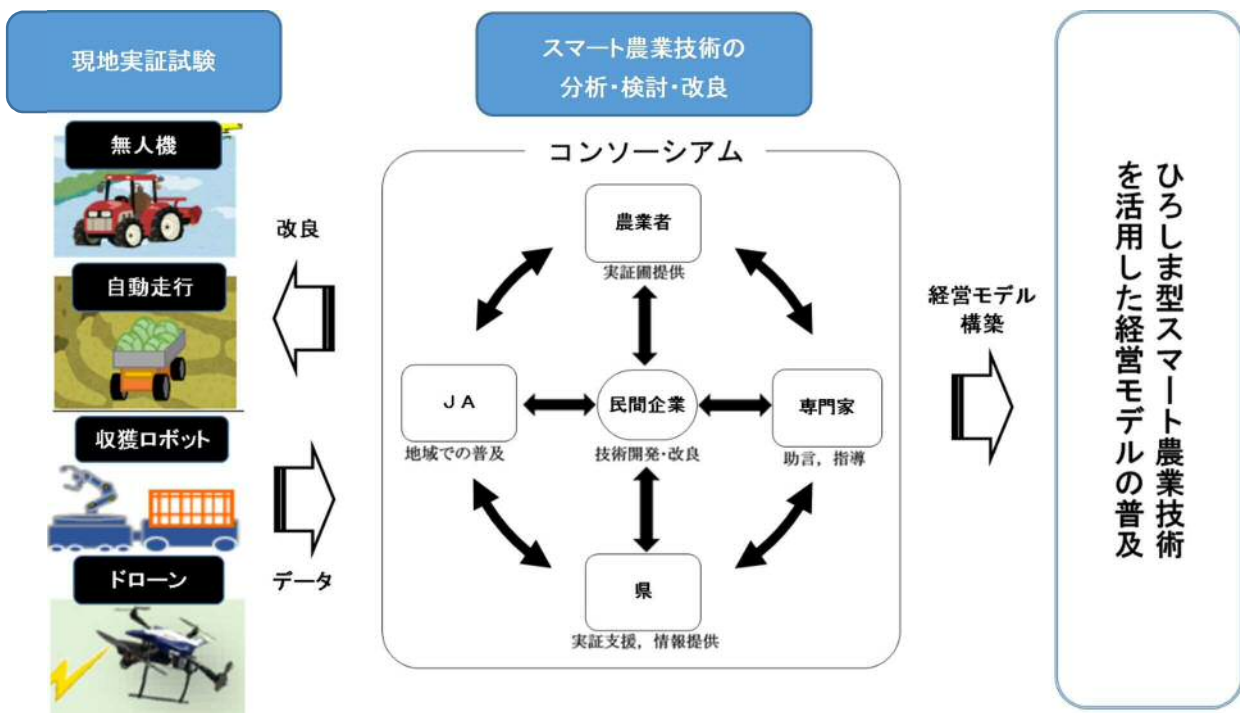 現地実証試験
無人機
自動走行
収獲ロボット
ドローン
改良
データ
スマート農業技術の
分析・検討・改良
コンソーシアム
農業者
実証圃提供
ＪＡ
地域での普及
民間企業
技術開発・改良
専門家
助言，指導
県
実証支援，情報提供
経営モデル
構築
ひろしま型スマート農業技術
を活用した経営モデルの普及